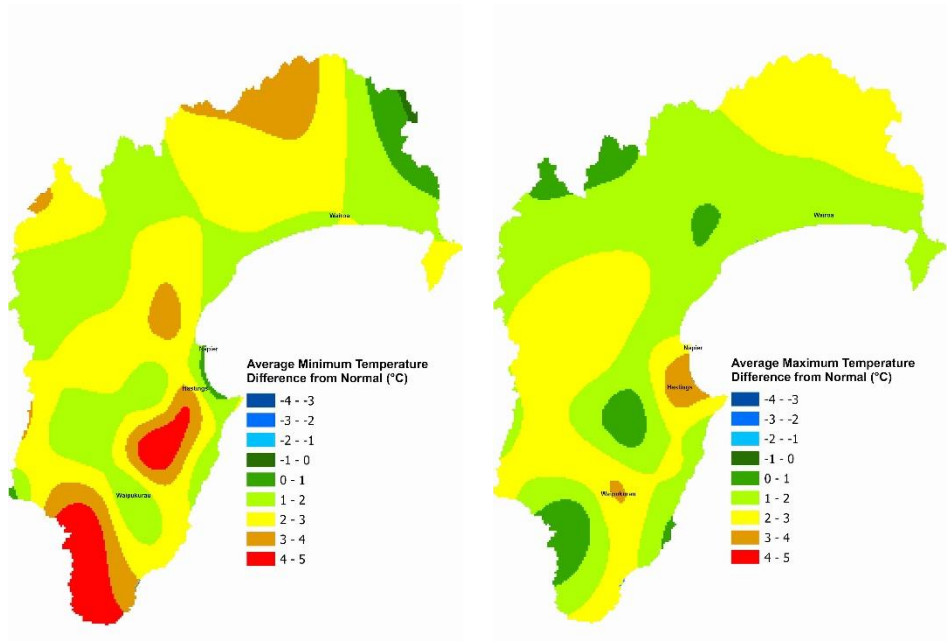 Wairoa
Napier
Hastings
Waipukurau
Average Minimum Temperature
Difference from Normal (°C)
-4 - -3
-3 - -2
-2 - -1
-1 - 0
0 - 1
1 - 2
2 - 3
3 - 4
4 - 5
Wairoa
Napier
Hastings
Waipukurau
Average Maximum Temperature
Difference from Normal (°C)
-4 - -3
-3 - -2
-2 - -1
-1 - 0
0 - 1
1 - 2
2 - 3
3 - 4
4 - 5